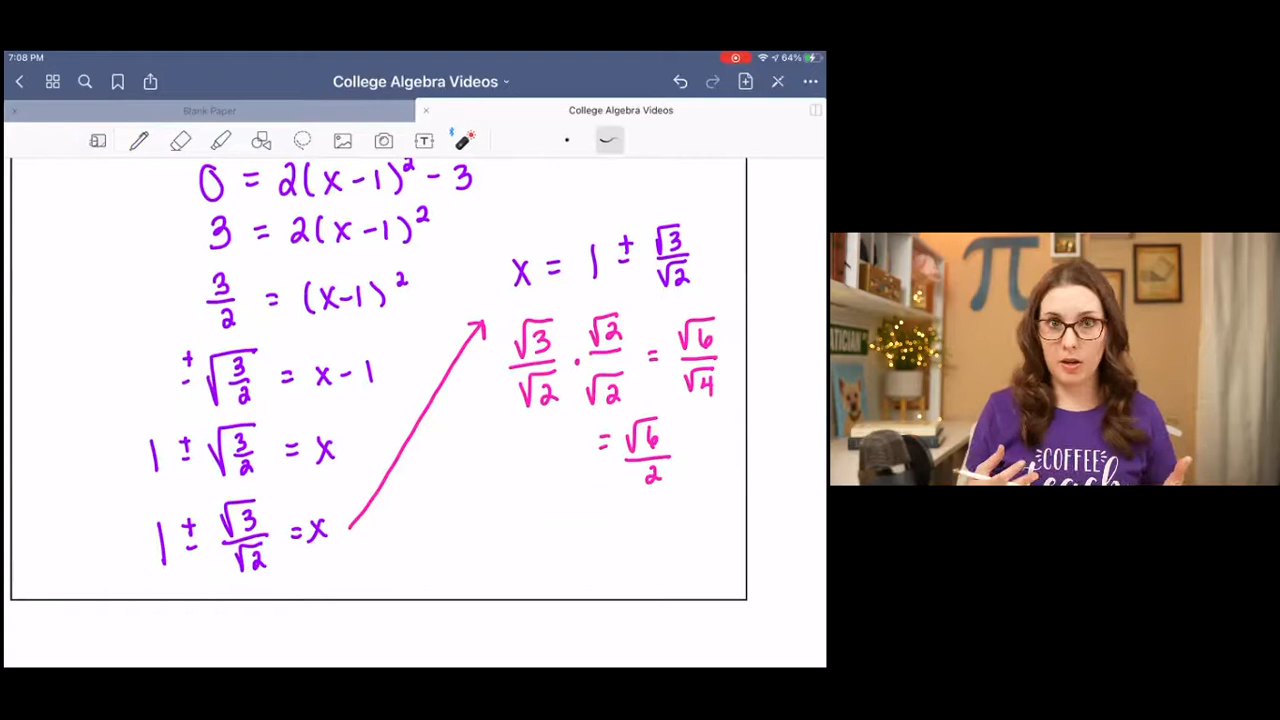 7:08 PM
64%
College Algebra Videos
Blank Paper
College Algebra Videos
T
0 = 2(x-1)² - 3
3 = 2(x-1)²
3/2 = (x-1)²
± √(3/2) = x - 1
1 ± √(3/2) = x
1 ± √3/√2 = x
x = 1 ± √3/√2
√3/√2 · √2/√2 = √6/√4
= √6/2
π
COFFEE
teach